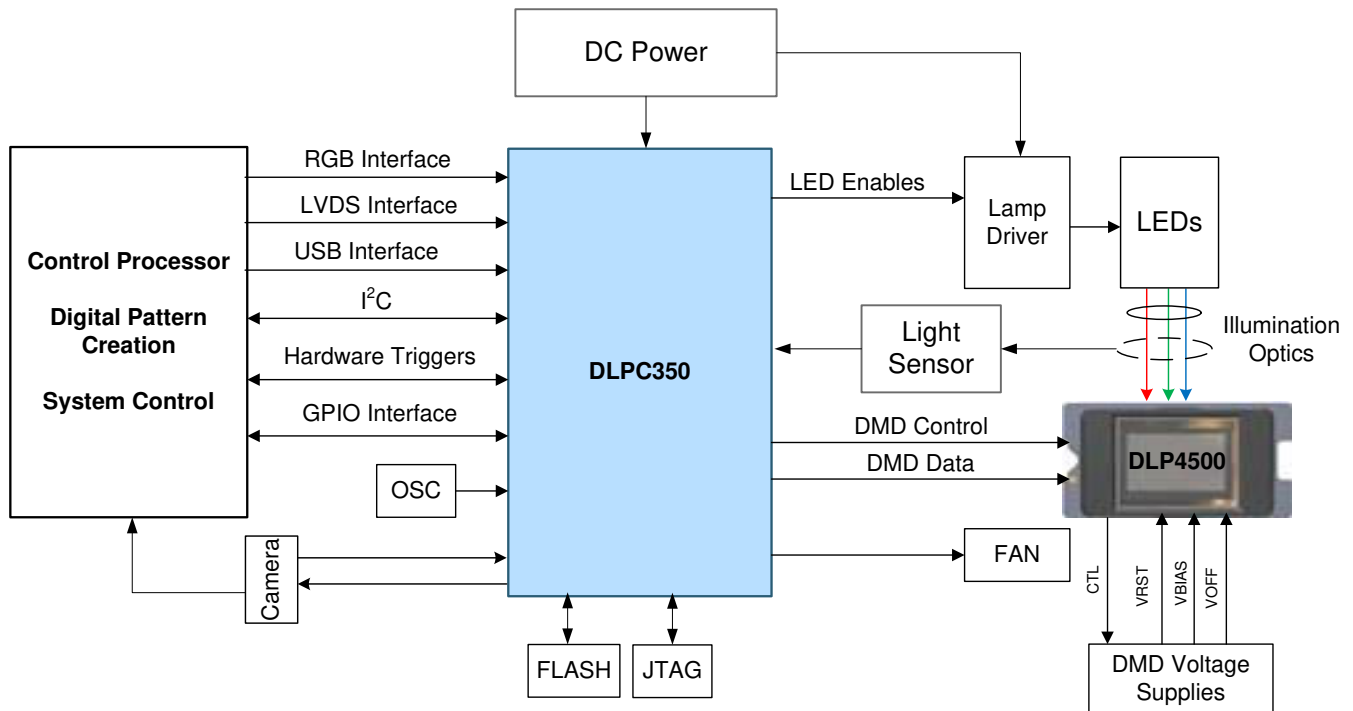 DC Power
RGB Interface
LVDS Interface
USB Interface
I²C
Hardware Triggers
GPIO Interface
Control Processor
Digital Pattern
Creation
System Control
OSC
Camera
DLPC350
FLASH
JTAG
LED Enables
Lamp
Driver
LEDs
Light
Sensor
Illumination
Optics
DMD Control
DMD Data
DLP4500
FAN
CTL
VRST
VBIAS
VOFF
DMD Voltage
Supplies